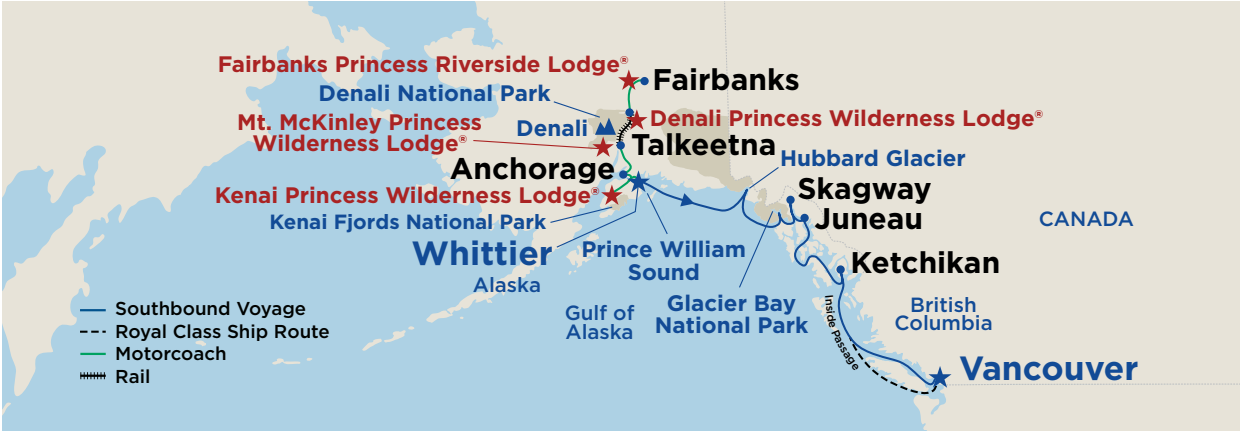 Fairbanks Princess Riverside Lodge®
Fairbanks
Denali National Park
Denali Princess Wilderness Lodge®
Mt. McKinley Princess
Wilderness Lodge®
Denali
Talkeetna
Anchorage
Hubbard Glacier
Kenai Princess Wilderness Lodge®
Skagway
Kenai Fjords National Park
Juneau
CANADA
Whittier
Prince William
Sound
Ketchikan
Alaska
Glacier Bay
National Park
Gulf of
Alaska
British
Columbia
Inside Passage
Vancouver
Southbound Voyage
Royal Class Ship Route
Motorcoach
Rail